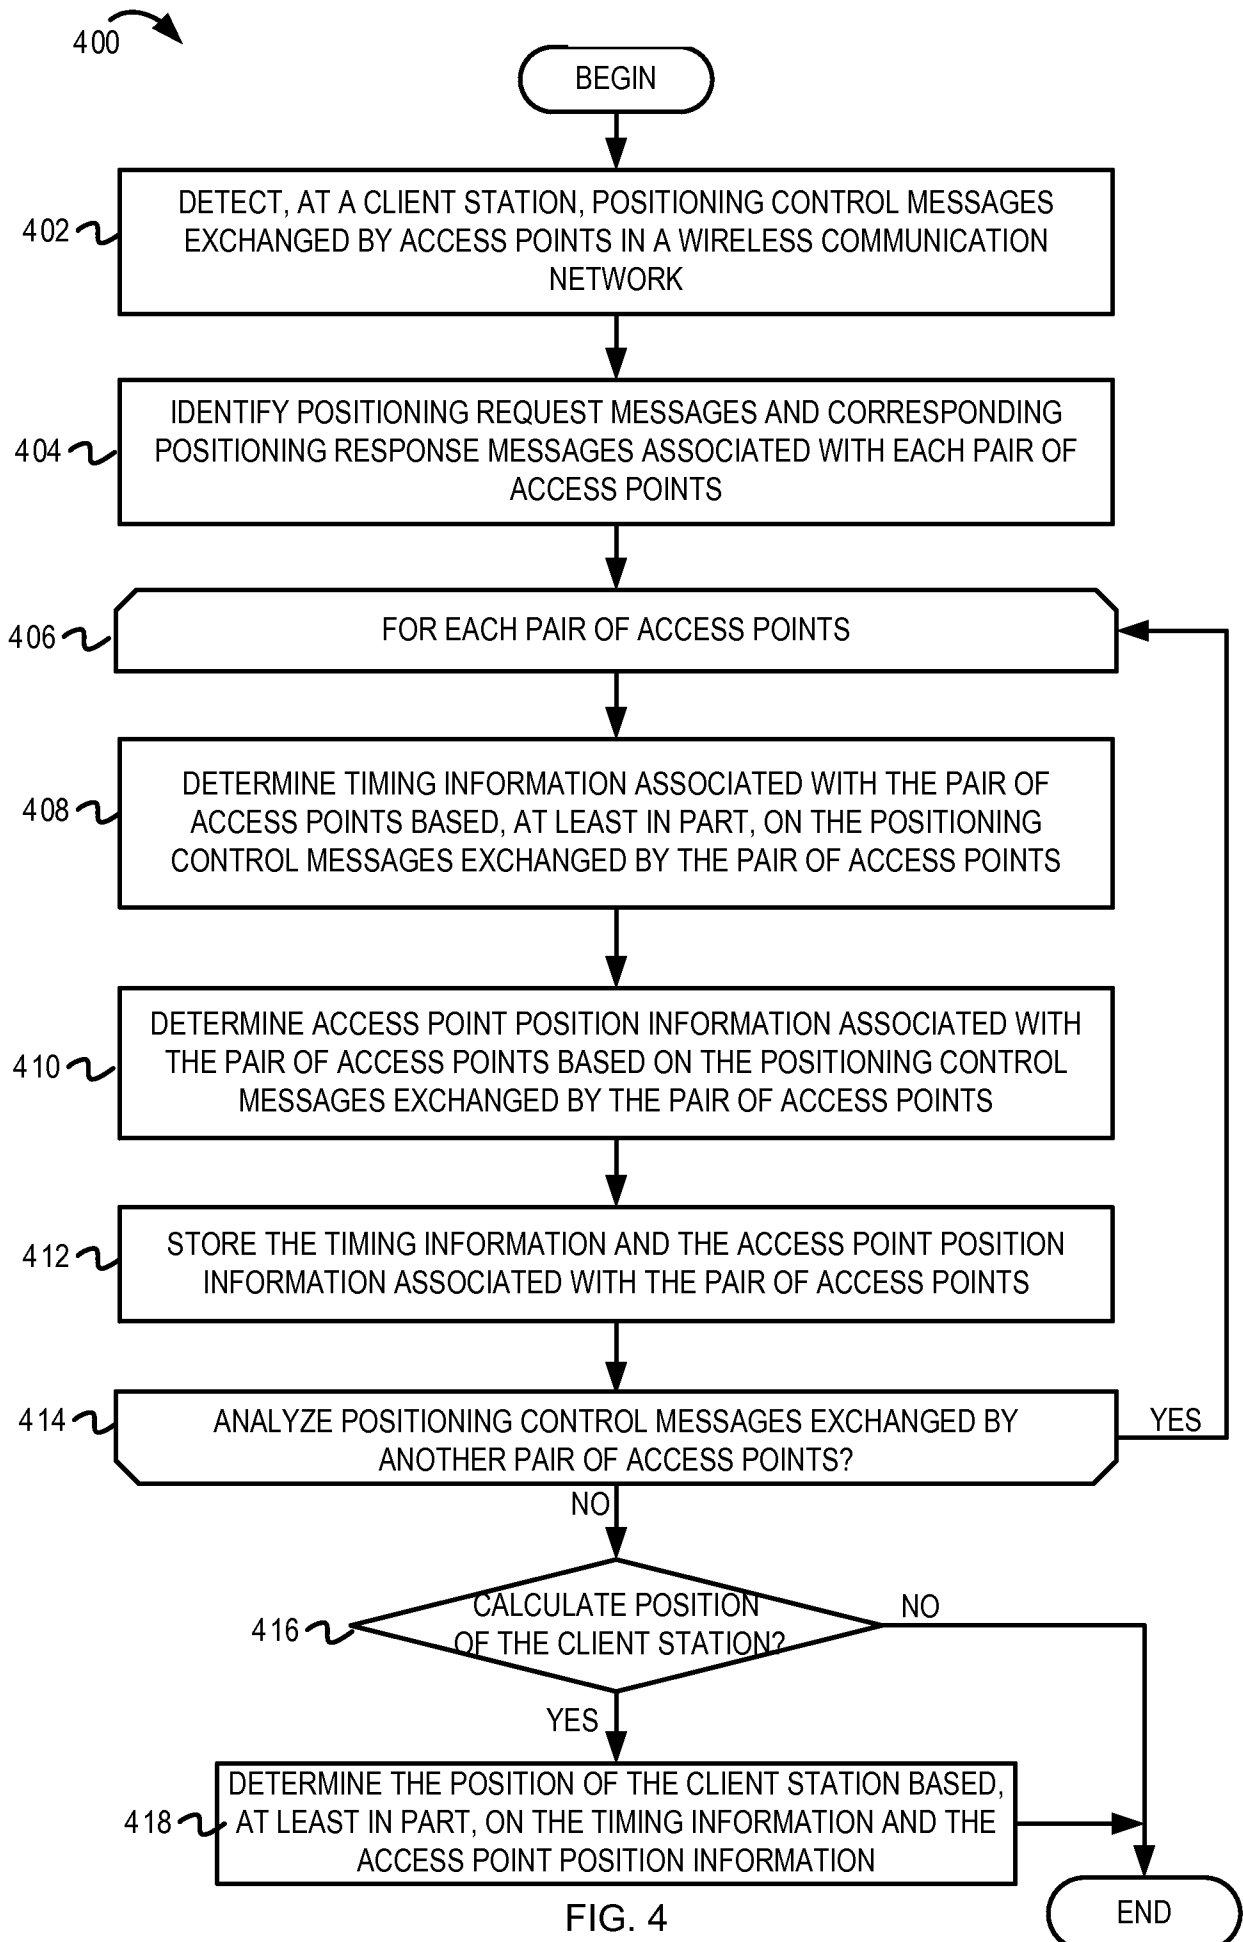 400
BEGIN
402
DETECT, AT A CLIENT STATION, POSITIONING CONTROL MESSAGES
EXCHANGED BY ACCESS POINTS IN A WIRELESS COMMUNICATION
NETWORK
404
IDENTIFY POSITIONING REQUEST MESSAGES AND CORRESPONDING
POSITIONING RESPONSE MESSAGES ASSOCIATED WITH EACH PAIR OF
ACCESS POINTS
406
FOR EACH PAIR OF ACCESS POINTS
408
DETERMINE TIMING INFORMATION ASSOCIATED WITH THE PAIR OF
ACCESS POINTS BASED, AT LEAST IN PART, ON THE POSITIONING
CONTROL MESSAGES EXCHANGED BY THE PAIR OF ACCESS POINTS
410
DETERMINE ACCESS POINT POSITION INFORMATION ASSOCIATED WITH
THE PAIR OF ACCESS POINTS BASED ON THE POSITIONING CONTROL
MESSAGES EXCHANGED BY THE PAIR OF ACCESS POINTS
412
STORE THE TIMING INFORMATION AND THE ACCESS POINT POSITION
INFORMATION ASSOCIATED WITH THE PAIR OF ACCESS POINTS
414
ANALYZE POSITIONING CONTROL MESSAGES EXCHANGED BY
ANOTHER PAIR OF ACCESS POINTS?
YES
NO
416
CALCULATE POSITION
OF THE CLIENT STATION?
NO
YES
418
DETERMINE THE POSITION OF THE CLIENT STATION BASED,
AT LEAST IN PART, ON THE TIMING INFORMATION AND THE
ACCESS POINT POSITION INFORMATION
END
FIG. 4